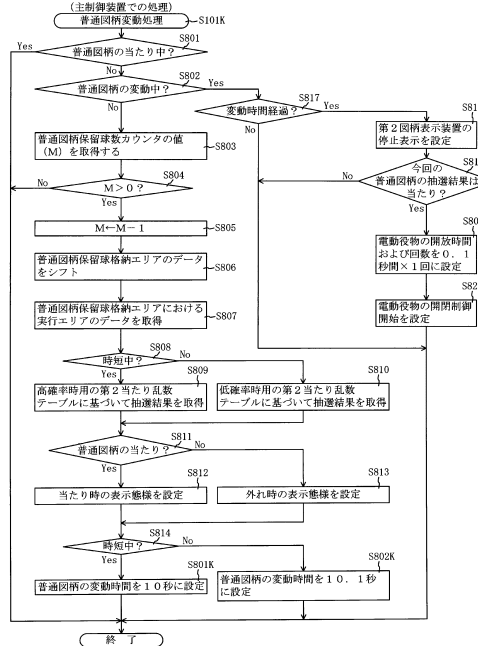 (主制御装置での処理)
普通図柄変動処理
S101K
S801
Yes
普通図柄の当たり中？
No
S802
普通図柄の変動中？
Yes
No
S817
変動時間経過？
Yes
No
S81
第２図柄表示装置の
停止表示を設定
S81
今回の
普通図柄の抽選結果は
当たり？
No
Yes
S80
電動役物の開放時間
および回数を０．１
秒間×１回に設定
S82
電動役物の開閉制御
開始を設定
普通図柄保留球数カウンタの値
（M）を取得する
S803
S804
M＞０？
No
Yes
M←M－１
S805
普通図柄保留球格納エリアのデータ
をシフト
S806
普通図柄保留球格納エリアにおける
実行エリアのデータを取得
S807
S808
時短中？
No
Yes
S809
高確率時用の第２当たり乱数
テーブルに基づいて抽選結果を取得
S810
低確率時用の第２当たり乱数
テーブルに基づいて抽選結果を取得
S811
普通図柄の当たり？
No
Yes
S812
当たり時の表示態様を設定
S813
外れ時の表示態様を設定
S814
時短中？
No
Yes
S801K
普通図柄の変動時間を１０秒に設定
S802K
普通図柄の変動時間を１０．１秒
に設定
終 了